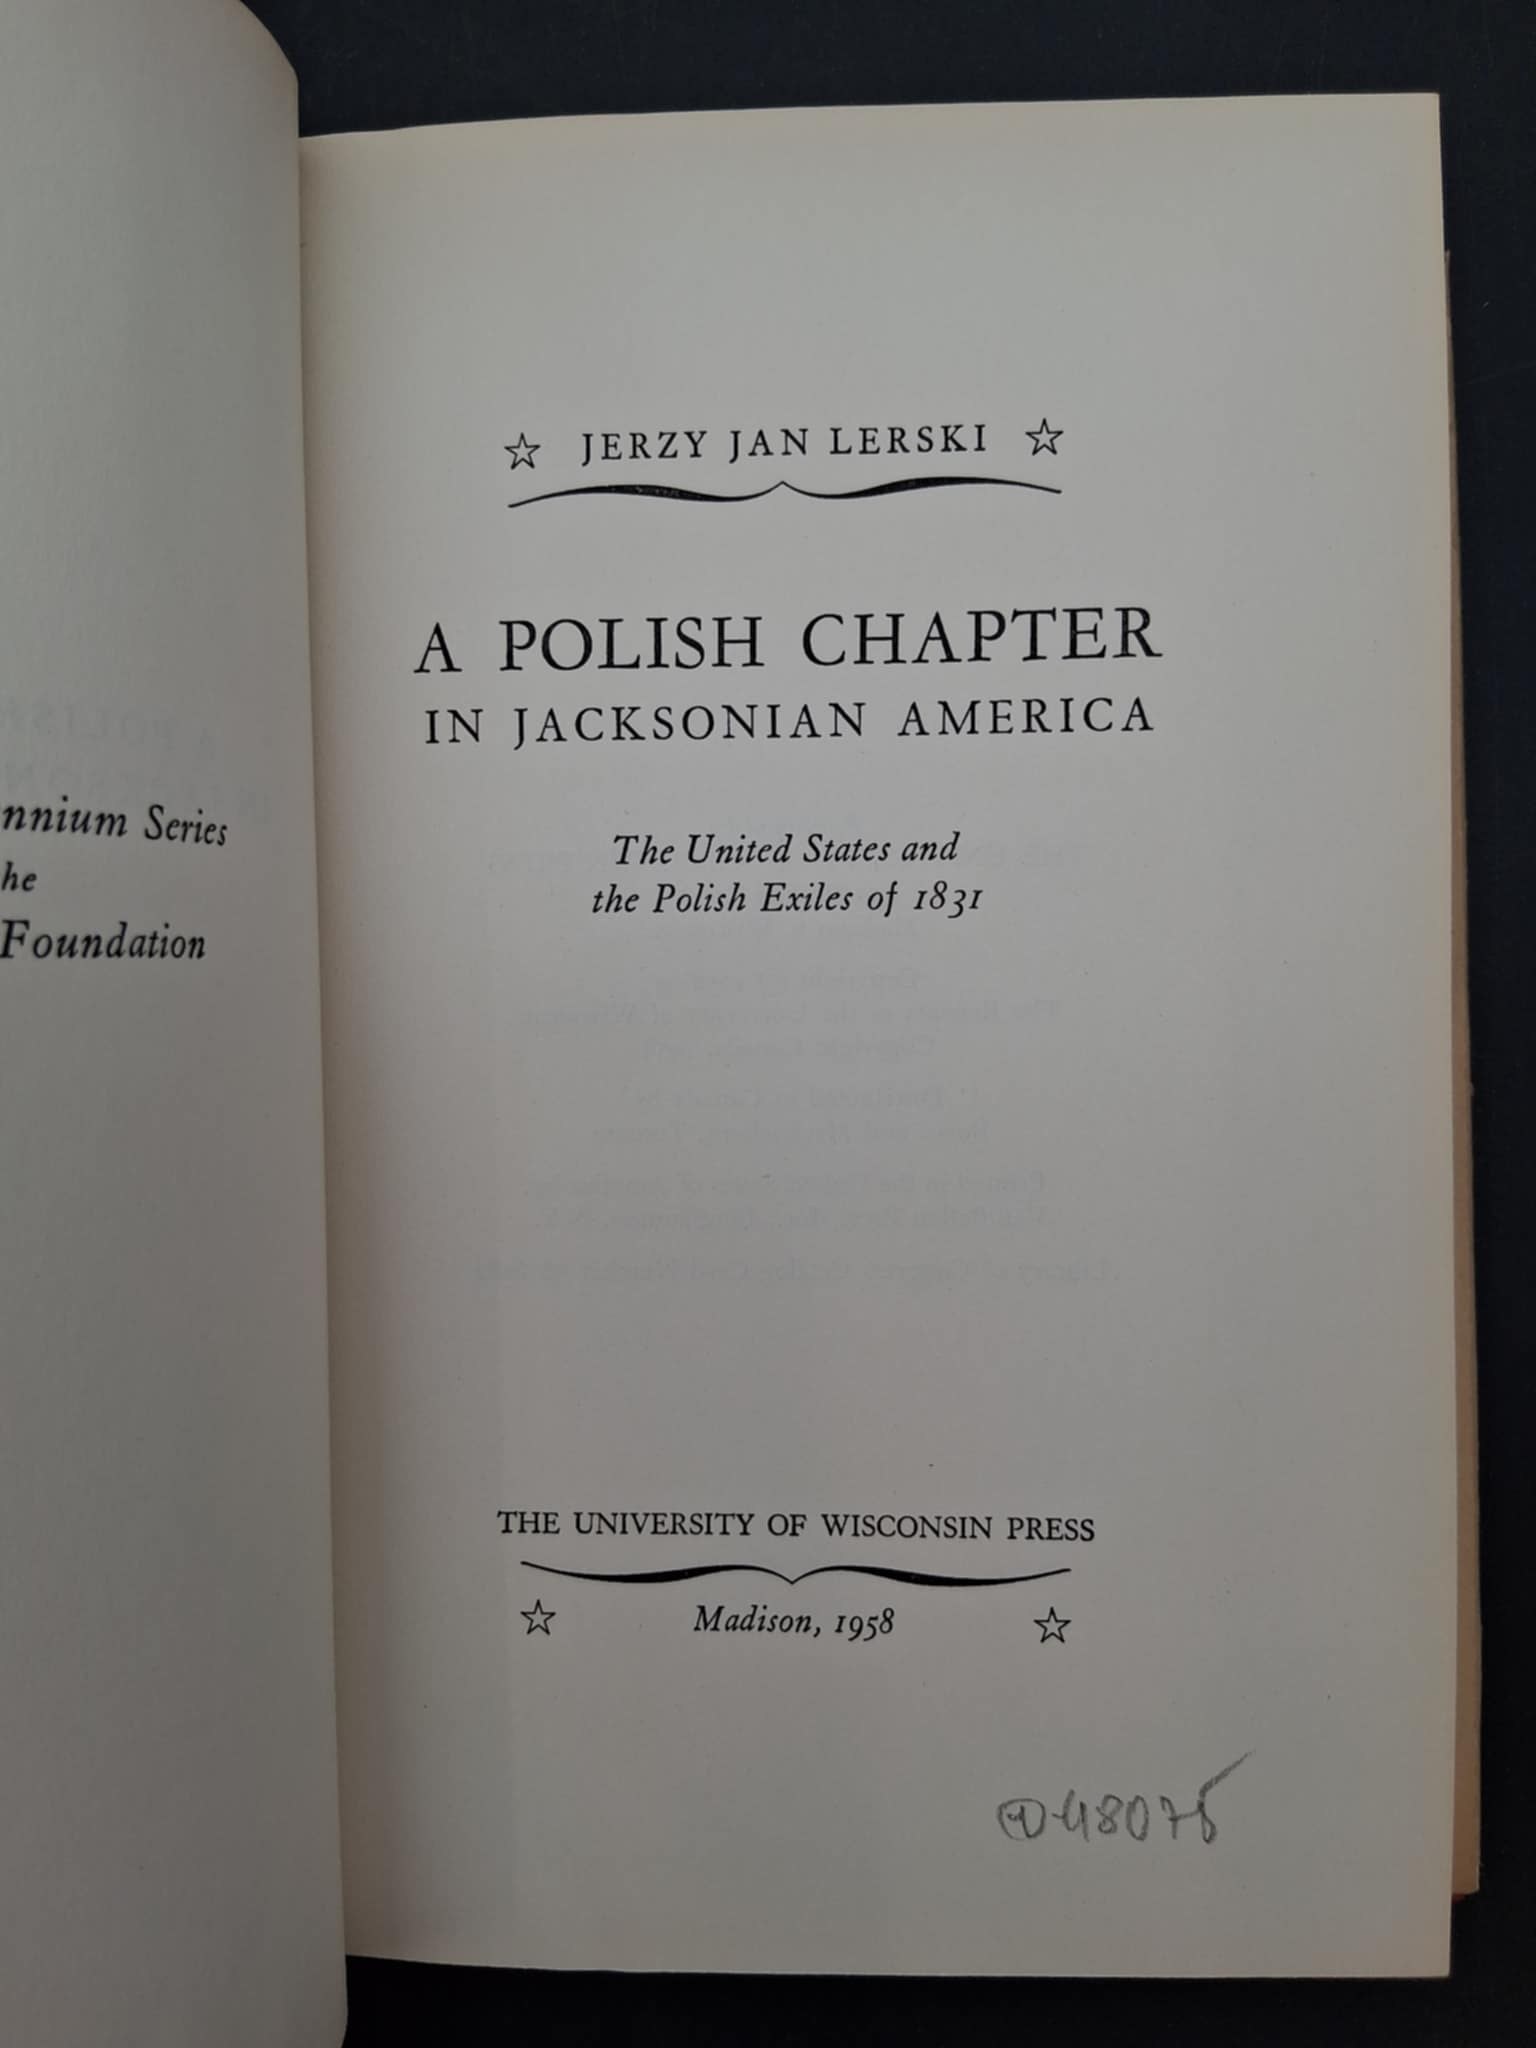 nnium Series
he
Foundation
JERZY JAN LERSKI
A POLISH CHAPTER
IN JACKSONIAN AMERICA
The United States and
the Polish Exiles of 1831
THE UNIVERSITY OF WISCONSIN PRESS
Madison, 1958
48075